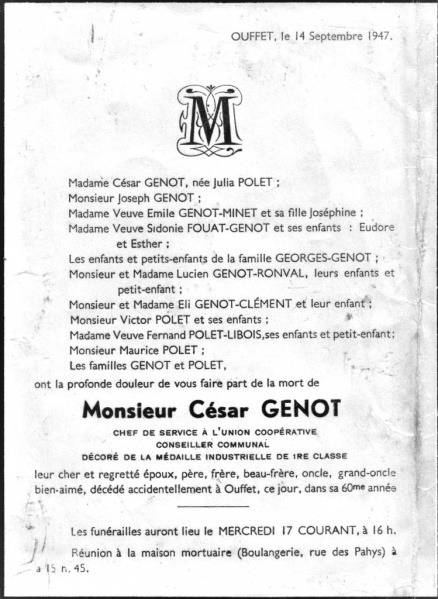 OUFFET, le 14 Septembre 1947.
M
Madame César GENOT, née Julia POLET ;
Monsieur Joseph GENOT ;
Madame Veuve Emile GENOT-MINET et sa fille Joséphine ;
Madame Veuve Sidonie FOUAT-GENOT et ses enfants : Eudore
et Esther ;
Les enfants et petits-enfants de la famille GEORGES-GENOT ;
Monsieur et Madame Lucien GENOT-RONVAL, leurs enfants et
petit-enfant ;
Monsieur et Madame Eli GENOT-CLÉMENT et leur enfant ;
Monsieur Victor POLET et ses enfants ;
Madame Veuve Fernand POLET-LIBOIS,ses enfants et petit-enfant;
Monsieur Maurice POLET ;
Les familles GENOT et POLET,
ont la profonde douleur de vous faire part de la mort de
Monsieur César GENOT
CHEF DE SERVICE À L'UNION COOPÉRATIVE
CONSEILLER COMMUNAL
DÉCORÉ DE LA MÉDAILLE INDUSTRIELLE DE 1RE CLASSE
leur cher et regretté époux, père, frère, beau-frère, oncle, grand-oncle
bien-aimé, décédé accidentellement à Ouffet, ce jour, dans sa 60me année
Les funérailles auront lieu le MERCREDI 17 COURANT, à 16 h.
Réunion à la maison mortuaire (Boulangerie, rue des Pahys) à
à 15 h. 45.